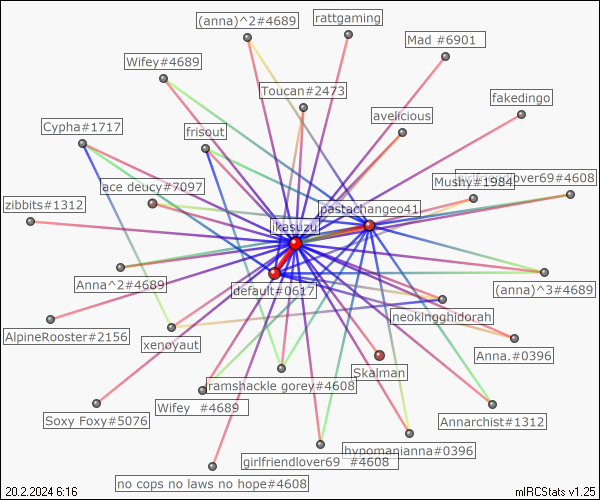 (anna)^2#4689
rattgaming
Mad #6901
Wifey#4689
Toucan#2473
fakedingo
avelicious
Cypha#1717
frisout
girlfriendlover69#4608
Mushy#1984
ace deucy#7097
zibbits#1312
pastachangeo41
ikasuzu
Anna^2#4689
default#0617
(anna)^3#4689
neokingghidorah
AlpineRooster#2156
xenoyaut
Anna.#0396
Skalman
ramshackle gorey#4608
Wifey #4689
Soxy Foxy#5076
Annarchist#1312
hypomanianna#0396
girlfriendlover69 #4608
no cops no laws no hope#4608
20.2.2024 6:16
mIRCStats v1.25